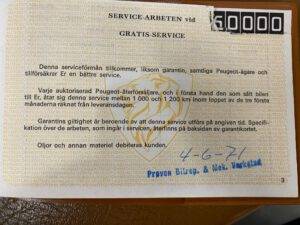 SERVICE-ARBETEN vid
60000
GRATIS-SERVICE
Denna serviceförmån tillkommer, liksom garantin, samtliga Peugeot-ägare och
tillförsäkrar Er en bättre service.
Varje auktoriserad Peugeot-återförsäljare, och i första hand den som sålt bilen
till Er, åtar sig denna service mellan 1 000 och 1 200 km inom loppet av de tre första
månaderna räknat från leveransdagen.
Garantins giltighet är beroende av att denna service utförs på angiven tid. Specifi-
kation över de arbeten, som ingår i servicen, återfinns på baksidan av garantikortet.
Oljor och annan materiel debiteras kunden.
4-6-71
Bilrep. & Mek. Verkstad
3